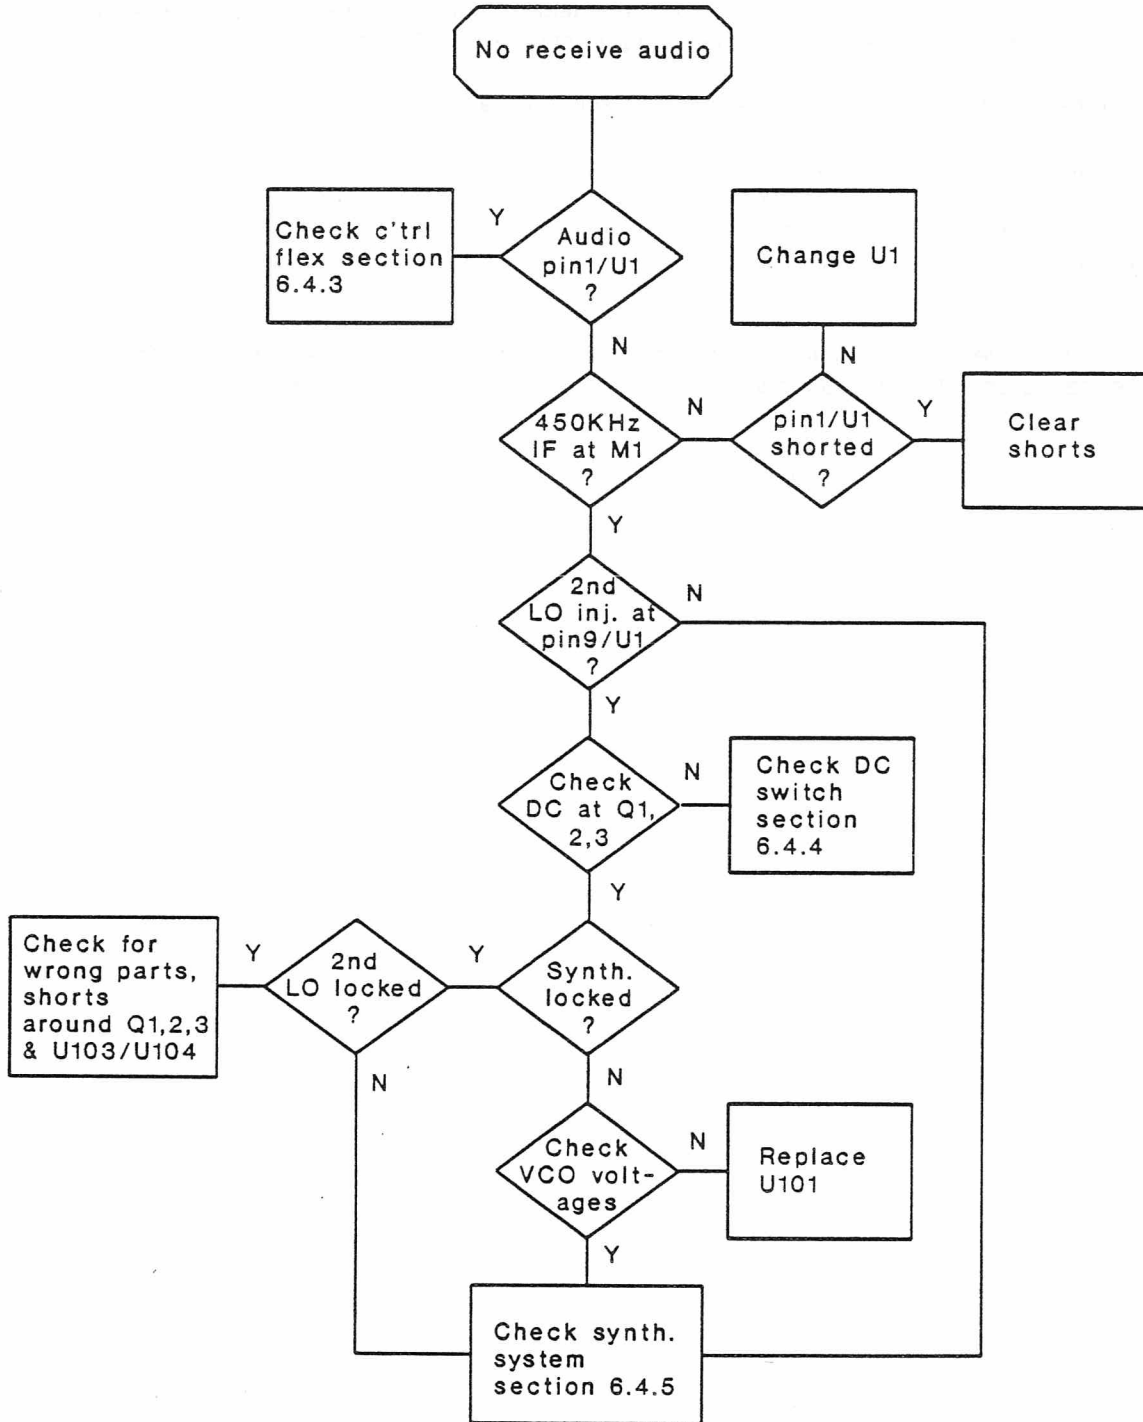 No receive audio
Y
Check c'trl
flex section
6.4.3
Audio
pin1/U1
?
Change U1
N
N
450KHz
IF at M1
?
N
pin1/U1
shorted
?
Y
Clear
shorts
Y
2nd
LO inj. at
pin9/U1
?
N
Y
Check
DC at Q1,
2,3
N
Check DC
switch
section
6.4.4
Y
Check for
wrong parts,
shorts
around Q1,2,3
& U103/U104
Y
2nd
LO locked
?
Y
Synth.
locked
?
N
N
Check
VCO volt-
ages
N
Replace
U101
Y
Check synth.
system
section 6.4.5